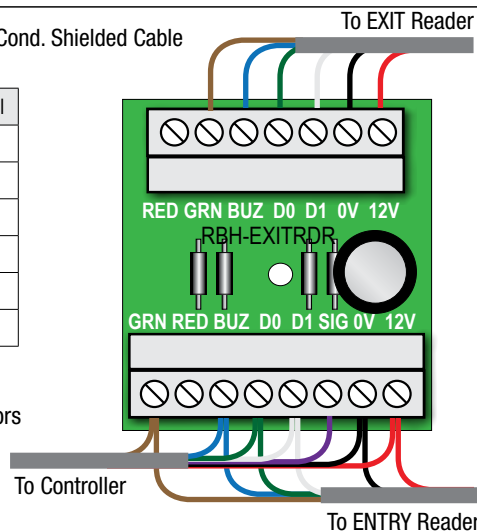 To EXIT Reader
Cond. Shielded Cable
RED GRN BUZ D0 D1 0V 12V
RBH-EXITRDR
GRN RED BUZ D0 D1 SIG 0V 12V
To Controller
To ENTRY Reader